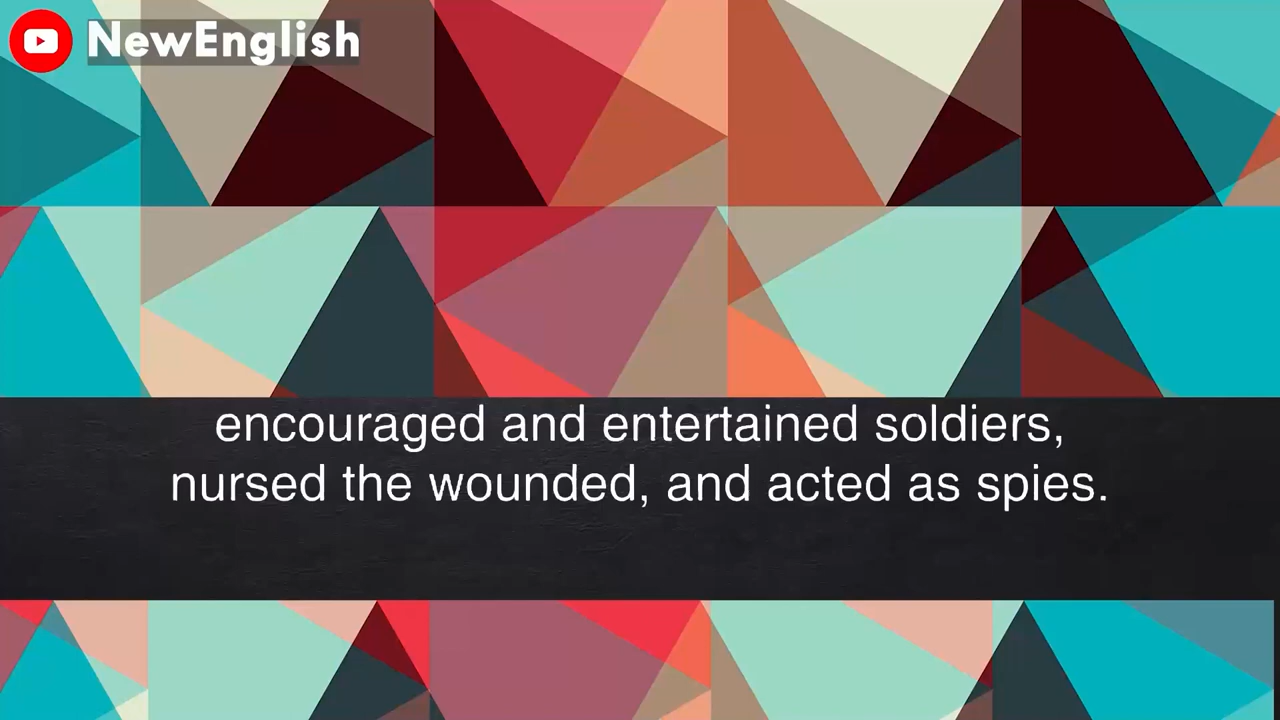 NewEnglish
encouraged and entertained soldiers,
nursed the wounded, and acted as spies.